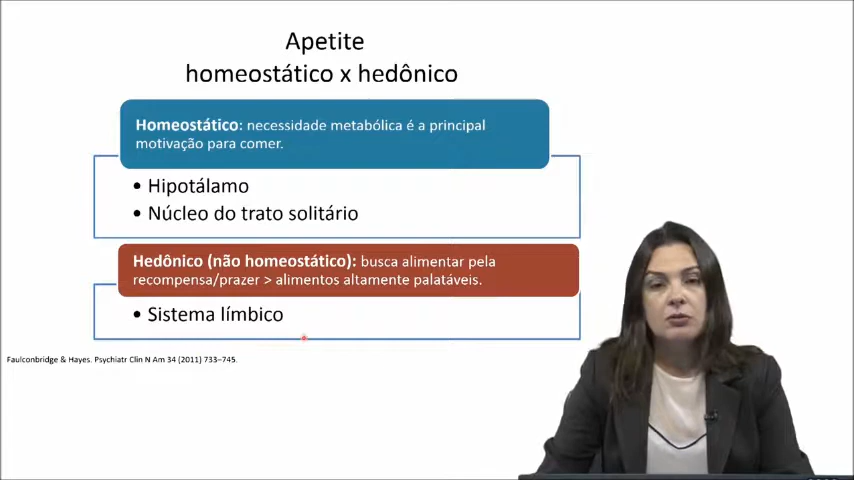 Apetite
homeostático x hedônico
Homeostático: necessidade metabólica é a principal
motivação para comer.
• Hipotálamo
• Núcleo do trato solitário
Hedônico (não homeostático): busca alimentar pela
recompensa/prazer > alimentos altamente palatáveis.
• Sistema límbico
Faulconbridge & Hayes. Psychiatr Clin N Am 34 (2011) 733–745.